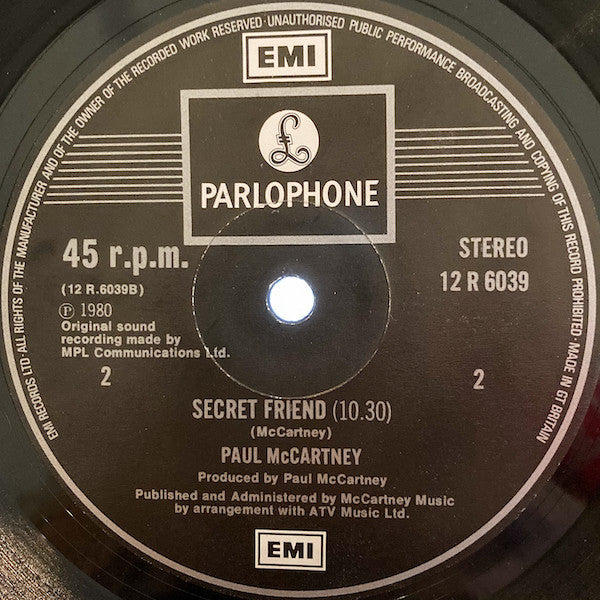 EMI RECORDS LTD · ALL RIGHTS OF THE MANUFACTURER AND OF THE OWNER OF THE RECORDED WORK RESERVED · UNAUTHORISED PUBLIC PERFORMANCE BROADCASTING AND COPYING OF THIS RECORD PROHIBITED · MADE IN GT BRITAIN
EMI
£
PARLOPHONE
45 r.p.m.
STEREO
(12 R.6039B)
12 R 6039
℗ 1980
Original sound
recording made by
MPL Communications Ltd.
2
2
SECRET FRIEND (10.30)
(McCartney)
PAUL McCARTNEY
Produced by Paul McCartney
Published and Administered by McCartney Music
by arrangement with ATV Music Ltd.
EMI